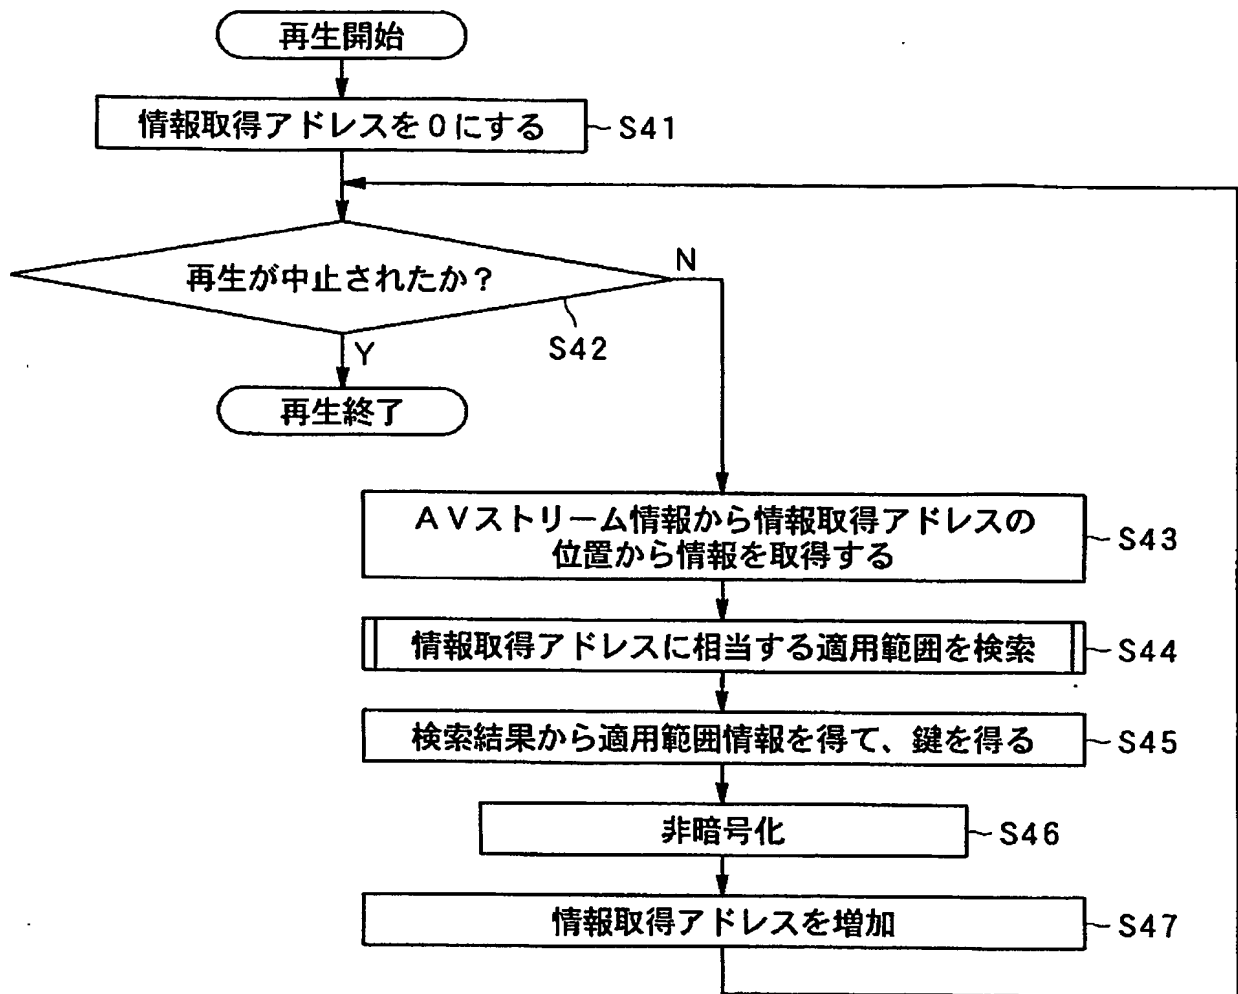 再生開始
情報取得アドレスを0にする
S41
再生が中止されたか?
N
S42
Y
再生終了
AVストリーム情報から情報取得アドレスの
位置から情報を取得する
S43
情報取得アドレスに相当する適用範囲を検索
S44
検索結果から適用範囲情報を得て、鍵を得る
S45
非暗号化
S46
情報取得アドレスを増加
S47